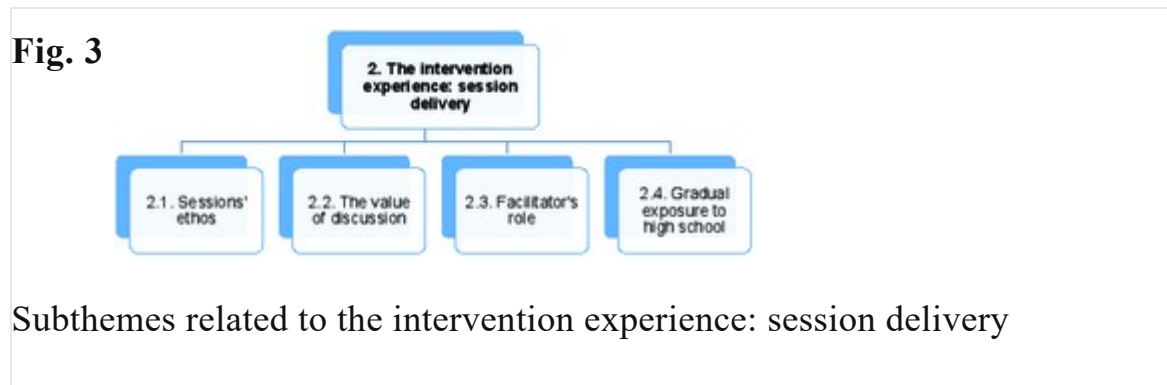 Fig. 3
2. The intervention
experience: session
delivery
2.1. Sessions'
ethos
2.2. The value
of discussion
2.3. Facilitator's
role
2.4. Gradual
exposure to
high school
Subthemes related to the intervention experience: session delivery